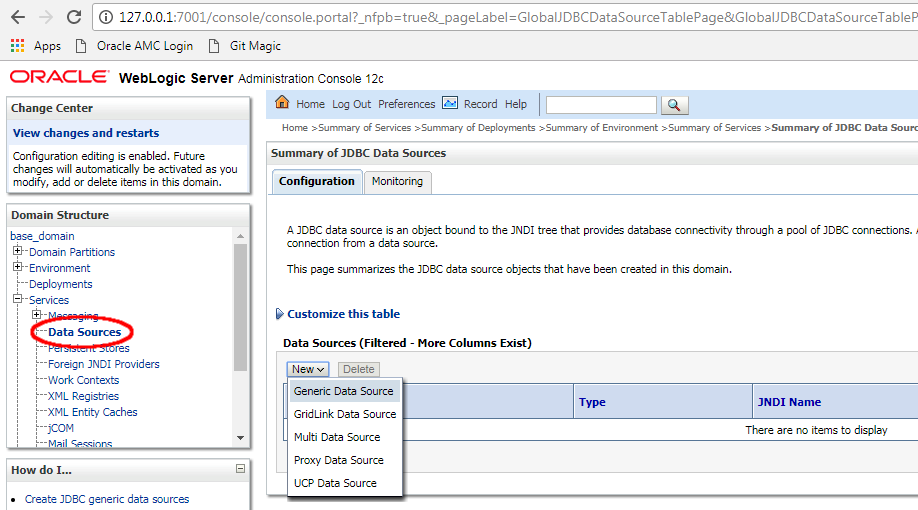 127.0.0.1:7001/console/console.portal?_nfpb=true&_pageLabel=GlobalJDBCDataSourceTablePage&GlobalJDBCDataSourceTableP
Apps Oracle AMC Login Git Magic
ORACLE WebLogic Server Administration Console 12c
Change Center
View changes and restarts
Configuration editing is enabled. Future
changes will automatically be activated as you
modify, add or delete items in this domain.
Domain Structure
base_domain
Domain Partitions
Environment
Deployments
Services
Messaging
Data Sources
Persistent Stores
Foreign JNDI Providers
Work Contexts
XML Registries
XML Entity Caches
jCOM
Mail Sessions
How do I...
Create JDBC generic data sources
Home Log Out Preferences Record Help
Home >Summary of Services >Summary of Deployments >Summary of Environment >Summary of Services >Summary of JDBC Data Sourc
Summary of JDBC Data Sources
Configuration Monitoring
A JDBC data source is an object bound to the JNDI tree that provides database connectivity through a pool of JDBC connections. A
connection from a data source.
This page summarizes the JDBC data source objects that have been created in this domain.
Customize this table
Data Sources (Filtered - More Columns Exist)
New Delete
Generic Data Source
GridLink Data Source
Multi Data Source
Proxy Data Source
UCP Data Source
Type JNDI Name
There are no items to display